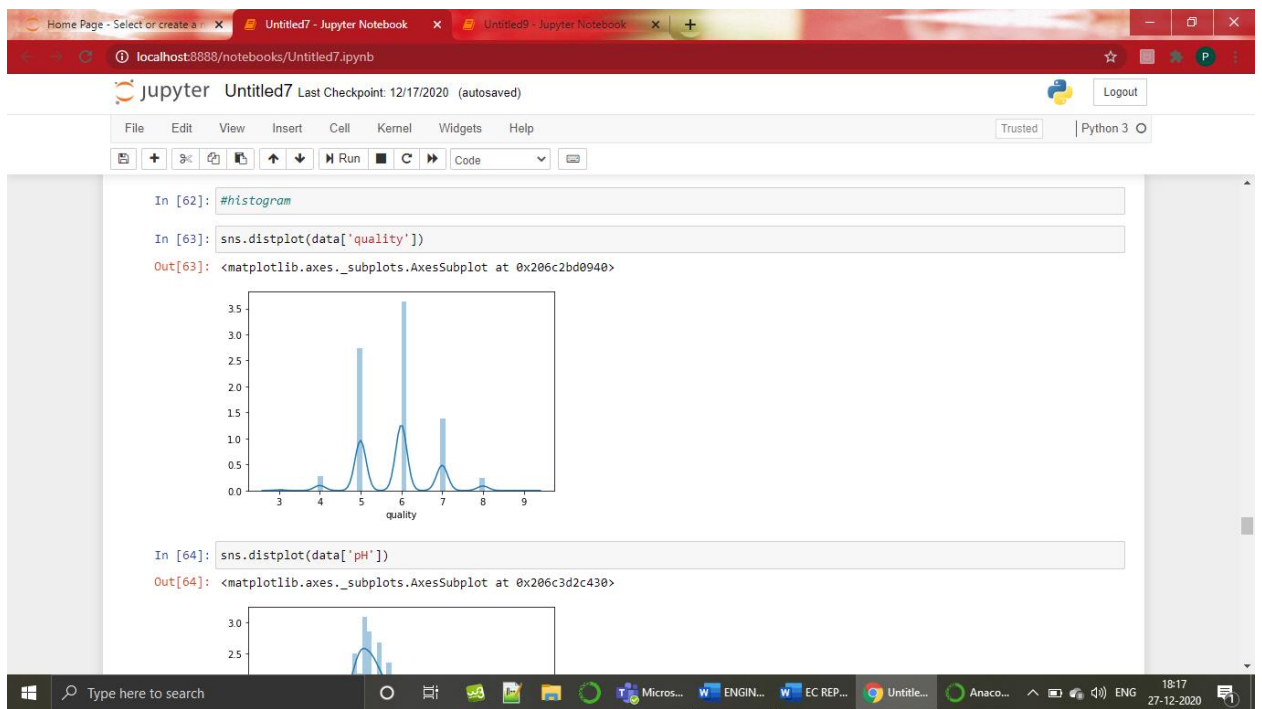 Home Page - Select or create a n
Untitled7 - Jupyter Notebook
Untitled9 - Jupyter Notebook
localhost:8888/notebooks/Untitled7.ipynb
P
jupyter Untitled7 Last Checkpoint: 12/17/2020 (autosaved)
Logout
File Edit View Insert Cell Kernel Widgets Help
Trusted
Python 3
Run
Code
In [62]: #histogram
In [63]: sns.distplot(data['quality'])
Out[63]: <matplotlib.axes._subplots.AxesSubplot at 0x206c2bd0940>
3.5
3.0
2.5
2.0
1.5
1.0
0.5
0.0
3 4 5 6 7 8 9
quality
In [64]: sns.distplot(data['pH'])
Out[64]: <matplotlib.axes._subplots.AxesSubplot at 0x206c3d2c430>
3.0
2.5
Type here to search
Micros...
ENGIN...
EC REP...
Untitle...
Anaco...
ENG
18:17
27-12-2020